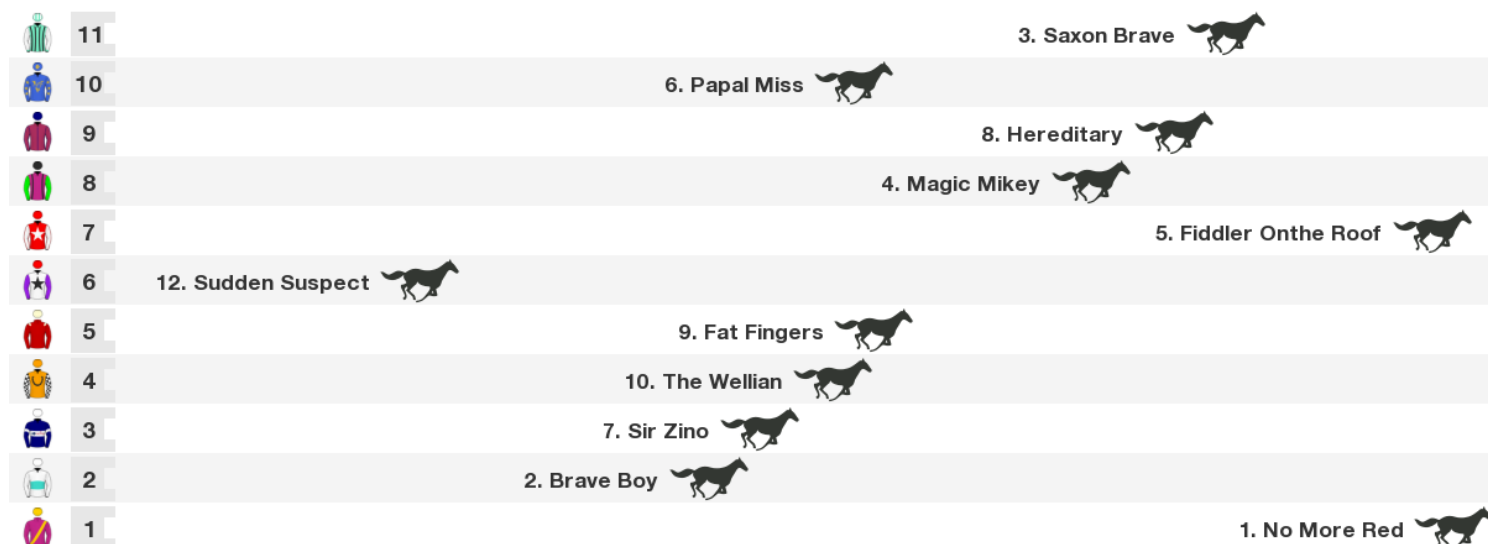 11 3. Saxon Brave
10 6. Papal Miss
9 8. Hereditary
8 4. Magic Mikey
7 5. Fiddler Onthe Roof
6 12. Sudden Suspect
5 9. Fat Fingers
4 10. The Wellian
3 7. Sir Zino
2 2. Brave Boy
1 1. No More Red